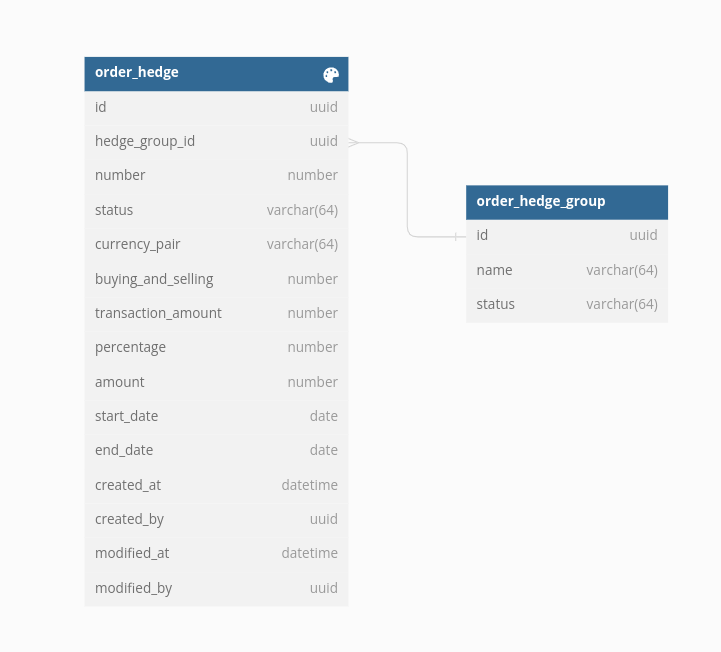 order_hedge
id uuid
hedge_group_id uuid
number number
status varchar(64)
currency_pair varchar(64)
buying_and_selling number
transaction_amount number
percentage number
amount number
start_date date
end_date date
created_at datetime
created_by uuid
modified_at datetime
modified_by uuid
order_hedge_group
id uuid
name varchar(64)
status varchar(64)